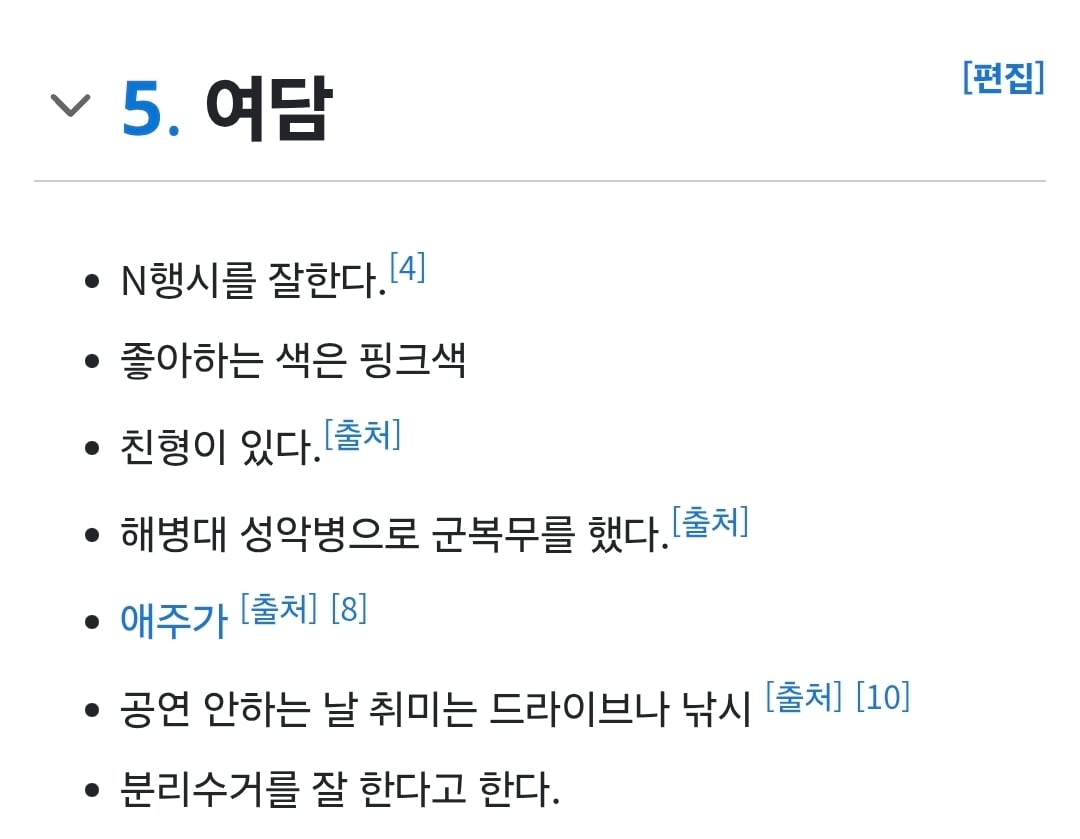 5. 여담
[편집]
N행시를 잘한다.[4]
좋아하는 색은 핑크색
친형이 있다.[출처]
해병대 성악병으로 군복무를 했다.[출처]
애주가 [출처] [8]
공연 안하는 날 취미는 드라이브나 낚시 [출처] [10]
분리수거를 잘 한다고 한다.